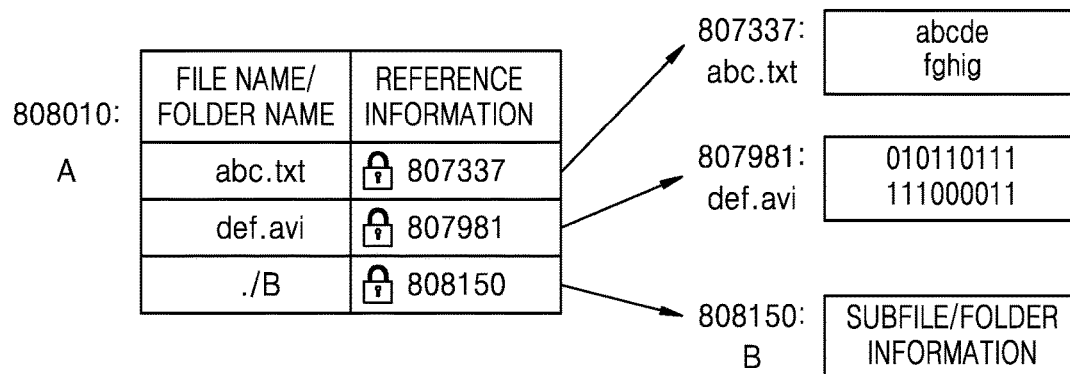 808010:
A
FILE NAME/
FOLDER NAME
REFERENCE
INFORMATION
abc.txt
807337
def.avi
807981
./B
808150
807337:
abc.txt
abcde
fghig
807981:
def.avi
010110111
111000011
808150:
B
SUBFILE/FOLDER
INFORMATION